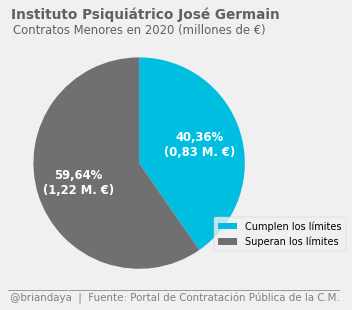 Instituto Psiquiátrico José Germain
Contratos Menores en 2020 (millones de €)
40,36%
(0,83 M. €)
59,64%
(1,22 M. €)
Cumplen los límites
Superan los límites
@briandaya | Fuente: Portal de Contratación Pública de la C.M.